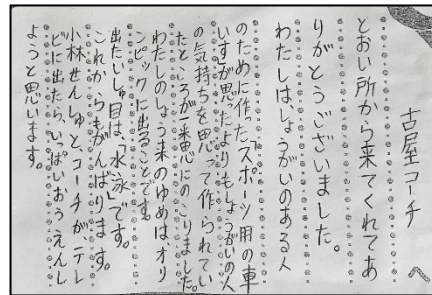 古屋コーチへ
とおい所から来てくれてあ
りがとうございました。
わたしは、しょうがいのある人
のために作ったスポーツ用の車
いすが思ったよりもしょうがいの人
の気持ちを思って作られてい
たところが一番心にのこりました。
わたしのしょう来のゆめはオリ
ンピックに出ることです。
出たいしゅ目は、「水泳」です。
これからもがんばります。
小林せんしゅと、コーチがテレ
ビに出たら、いっぱいおうえんし
ようと思います。